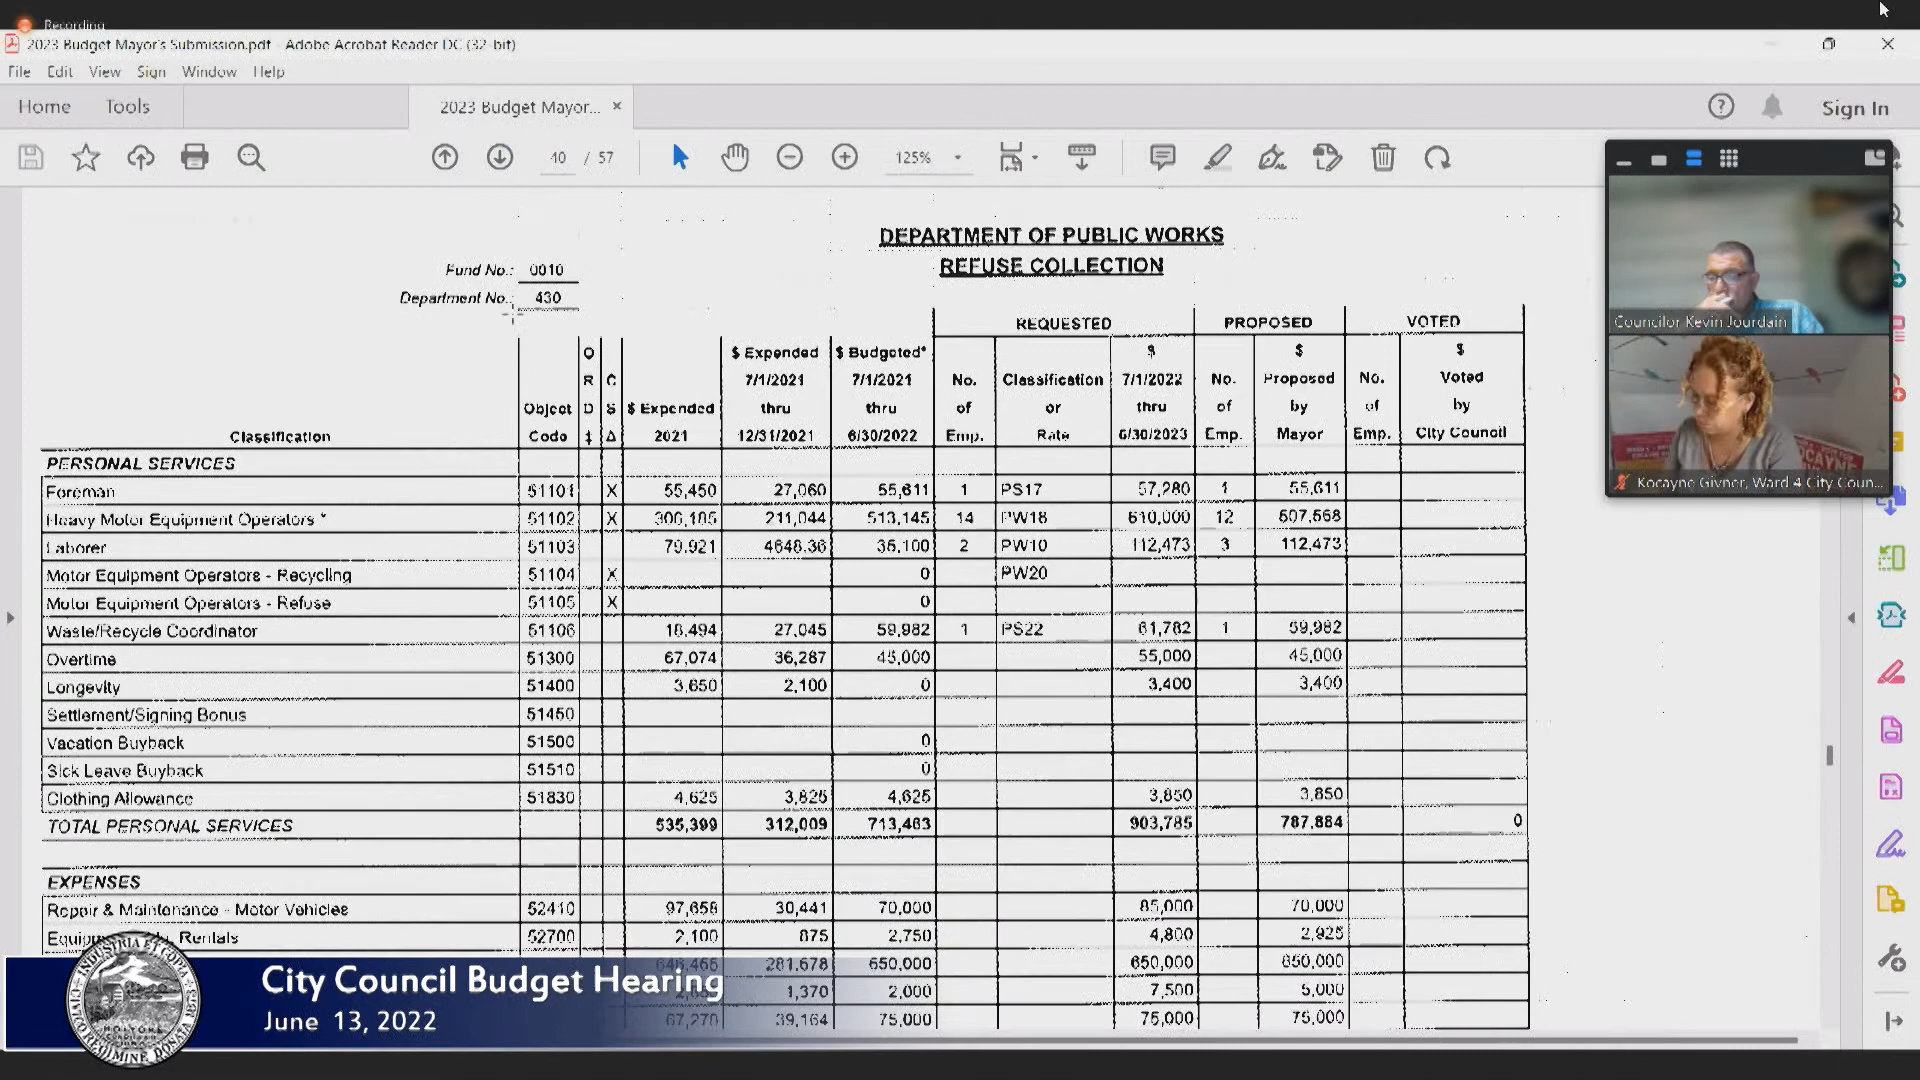 Recording
2023 Budget Mayor's Submission.pdf - Adobe Acrobat Reader DC (32-bit)
File Edit View Sign Window Help
Home Tools 2023 Budget Mayor... × Sign In
40 / 57 125%
DEPARTMENT OF PUBLIC WORKS
REFUSE COLLECTION
Fund No.: 0010
Department No.: 430
REQUESTED PROPOSED VOTED
O $ Expended $ Budgeted* $ $ $
R C 7/1/2021 7/1/2021 No. Classification 7/1/2022 No. Proposed No. Voted
Object D S $ Expended thru thru of or thru of by of by
Classification Code $ A 2021 12/31/2021 6/30/2022 Emp. Rate 6/30/2023 Emp. Mayor Emp. City Council
PERSONAL SERVICES
Foreman 51101 X 55,450 27,060 55,611 1 PS17 57,280 1 55,611
Heavy Motor Equipment Operators * 51102 X 211,044 513,145 14 610,000 12
Laborer 51103 79,921 4648.36 35,100 2 PW10 112,473 3 112,473
Motor Equipment Operators - Recycling 51104 X 0 PW20
Motor Equipment Operators - Refuse 51105 X 0
Waste/Recycle Coordinator 51106 18,494 27,045 59,982 1 PS22 61,782 1 59,982
Overtime 51300 67,074 36,287 45,000 55,000 45,000
Longevity 51400 3,650 2,100 0 3,400 3,400
Settlement/Signing Bonus 51450
Vacation Buyback 51500 0
Sick Leave Buyback 51510 0
Clothing Allowance 51830 4,625 3,825 4,625 3,850 3,850
TOTAL PERSONAL SERVICES 535,399 312,009 713,463 903,785 787,884 0
EXPENSES
Repair & Maintenance - Motor Vehicles 52410 97,658 30,441 70,000 85,000 70,000
Rentals 52700 2,100 875 2,750 4,800 2,925
281,678 650,000 650,000 650,000
1,370 2,000 7,500 5,000
67,270 39,164 75,000 75,000 75,000
Councilor Kevin Jourdain
Kocayne Givner, Ward 4 City Coun...
OCAYNE
City Council Budget Hearing
June 13, 2022